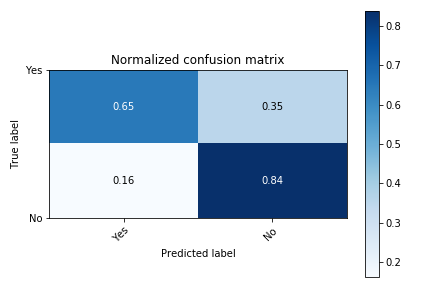 Normalized confusion matrix
True label
Yes
No
0.65 0.35
0.16 0.84
Yes No
Predicted label
0.8
0.7
0.6
0.5
0.4
0.3
0.2